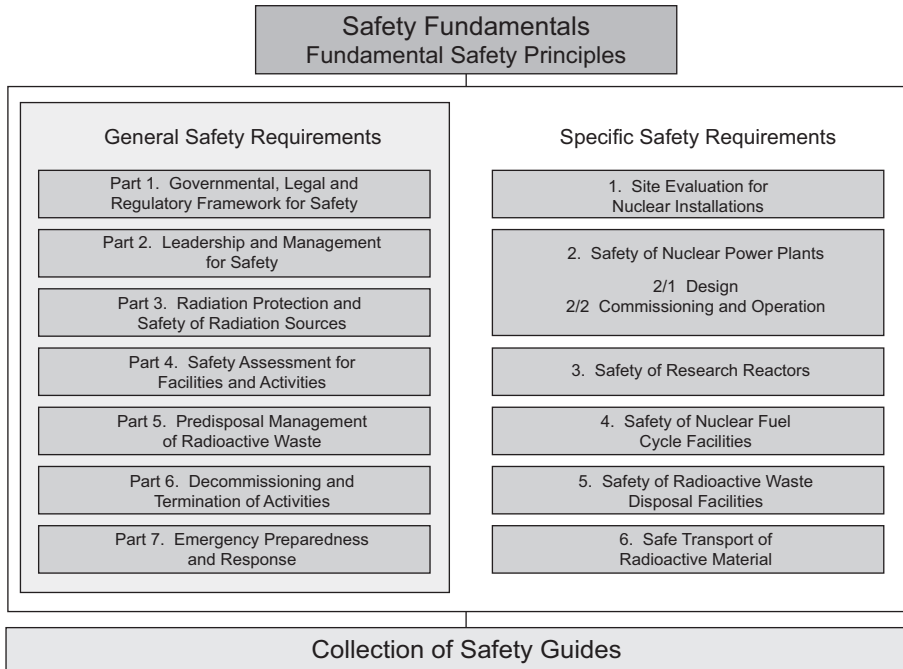 Safety Fundamentals
Fundamental Safety Principles
General Safety Requirements
Part 1. Governmental, Legal and
Regulatory Framework for Safety
Part 2. Leadership and Management
for Safety
Part 3. Radiation Protection and
Safety of Radiation Sources
Part 4. Safety Assessment for
Facilities and Activities
Part 5. Predisposal Management
of Radioactive Waste
Part 6. Decommissioning and
Termination of Activities
Part 7. Emergency Preparedness
and Response
Specific Safety Requirements
1. Site Evaluation for
Nuclear Installations
2. Safety of Nuclear Power Plants
2/1 Design
2/2 Commissioning and Operation
3. Safety of Research Reactors
4. Safety of Nuclear Fuel
Cycle Facilities
5. Safety of Radioactive Waste
Disposal Facilities
6. Safe Transport of
Radioactive Material
Collection of Safety Guides